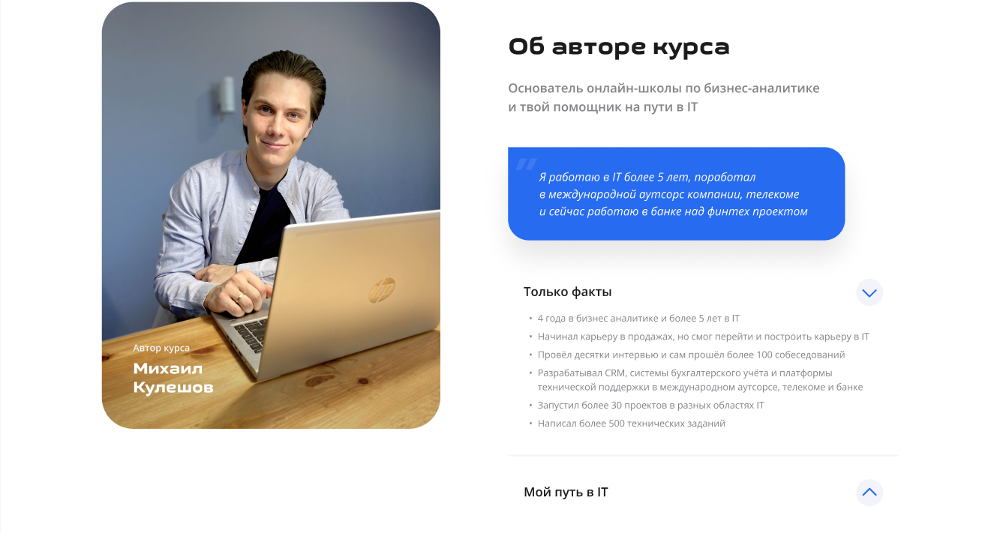 Об авторе курса
Основатель онлайн-школы по бизнес-аналитике
и твой помощник на пути в IT
Я работаю в IT более 5 лет, поработал
в международной аутсорс компании, телекоме
и сейчас работаю в банке над финтех проектом
Только факты
• 4 года в бизнес аналитике и более 5 лет в IT
• Начинал карьеру в продажах, но смог перейти и построить карьеру в IT
• Провёл десятки интервью и сам прошёл более 100 собеседований
• Разрабатывал CRM, системы бухгалтерского учёта и платформы
технической поддержки в международном аутсорсе, телекоме и банке
• Запустил более 30 проектов в разных областях IT
• Написал более 500 технических заданий
Мой путь в IT
hp
Автор курса
Михаил
Кулешов